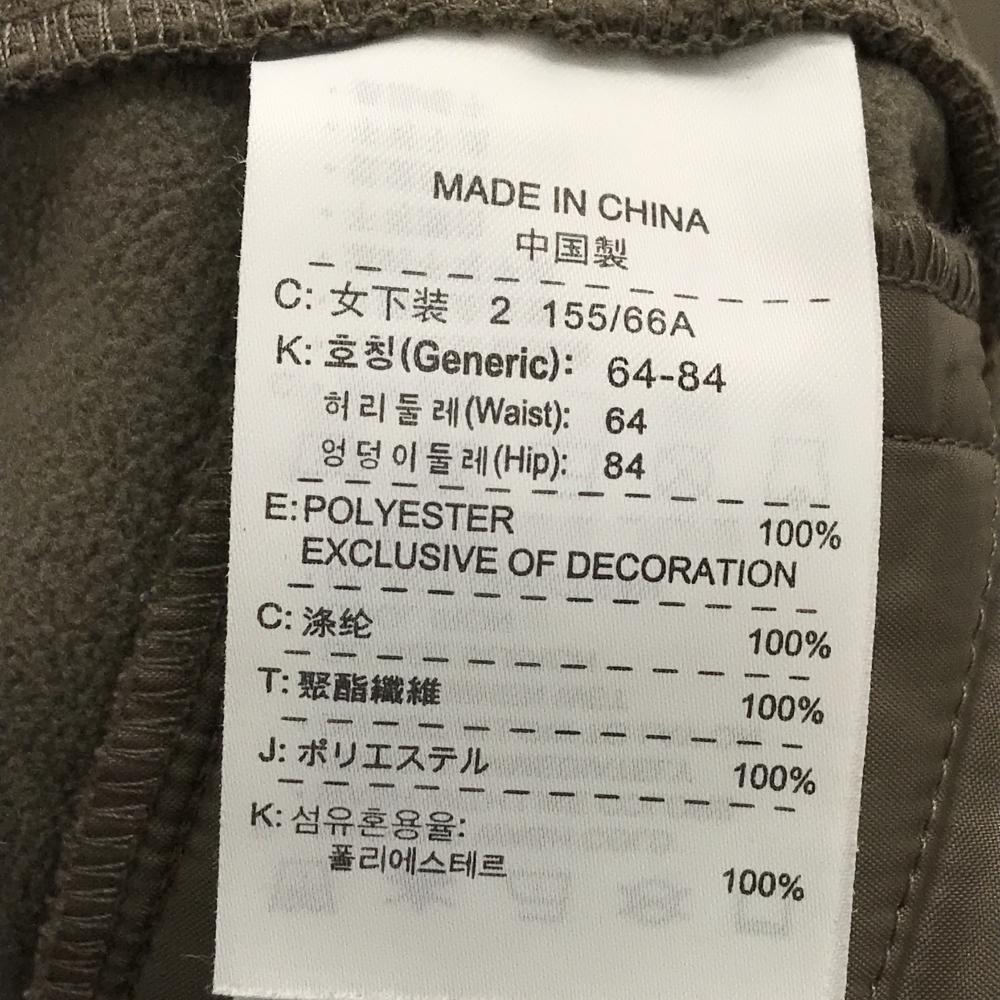 MADE IN CHINA
中国製
C: 女下装 2 155/66A
K: 호칭(Generic): 64-84
허리둘레(Waist): 64
엉덩이둘레(Hip): 84
E:POLYESTER 100%
EXCLUSIVE OF DECORATION
C: 涤纶 100%
T: 聚酯纖維 100%
J: ポリエステル 100%
K: 섬유혼용율:
폴리에스테르 100%